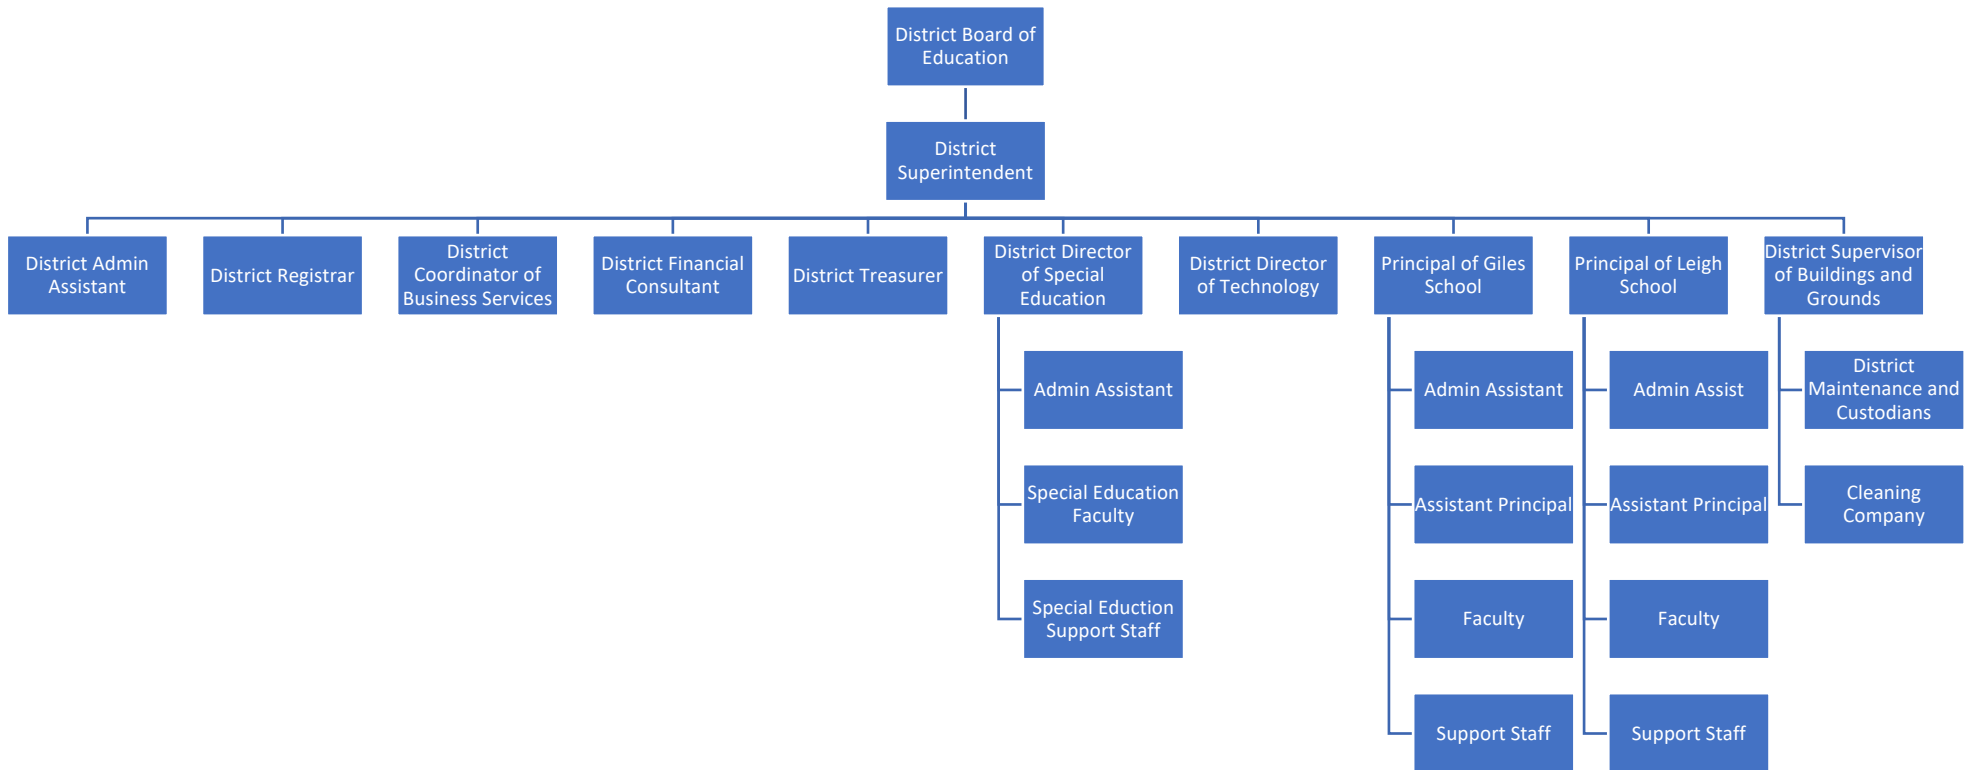 District Board of
Education
District
Superintendent
District Admin
Assistant
District Registrar
District
Coordinator of
Business Services
District Financial
Consultant
District Treasurer
District Director
of Special
Education
District Director
of Technology
Principal of Giles
School
Principal of Leigh
School
District Supervisor
of Buildings and
Grounds
Admin Assistant
Special Education
Faculty
Special Eduction
Support Staff
Admin Assistant
Assistant Principal
Faculty
Support Staff
Admin Assist
Assistant Principal
Faculty
Support Staff
District
Maintenance and
Custodians
Cleaning
Company